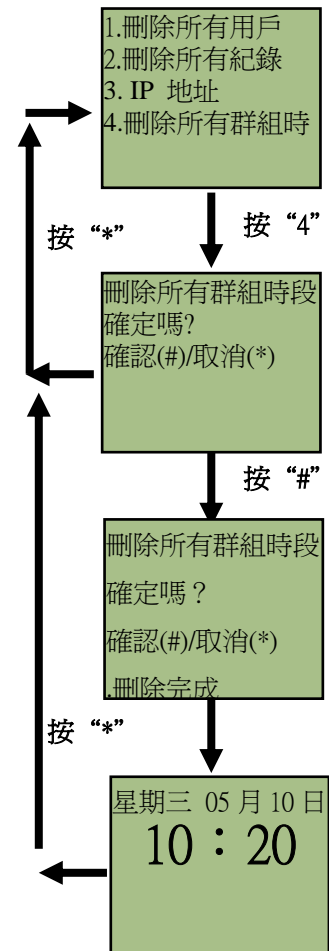 1.刪除所有用戶
2.刪除所有紀錄
3. IP 地址
4.刪除所有群組時
按 “*”
按 “4”
刪除所有群組時段
確定嗎?
確認(#)/取消(*)
按 “#”
刪除所有群組時段
確定嗎？
確認(#)/取消(*)
.刪除完成
按 “*”
星期三 05 月 10 日
10：20